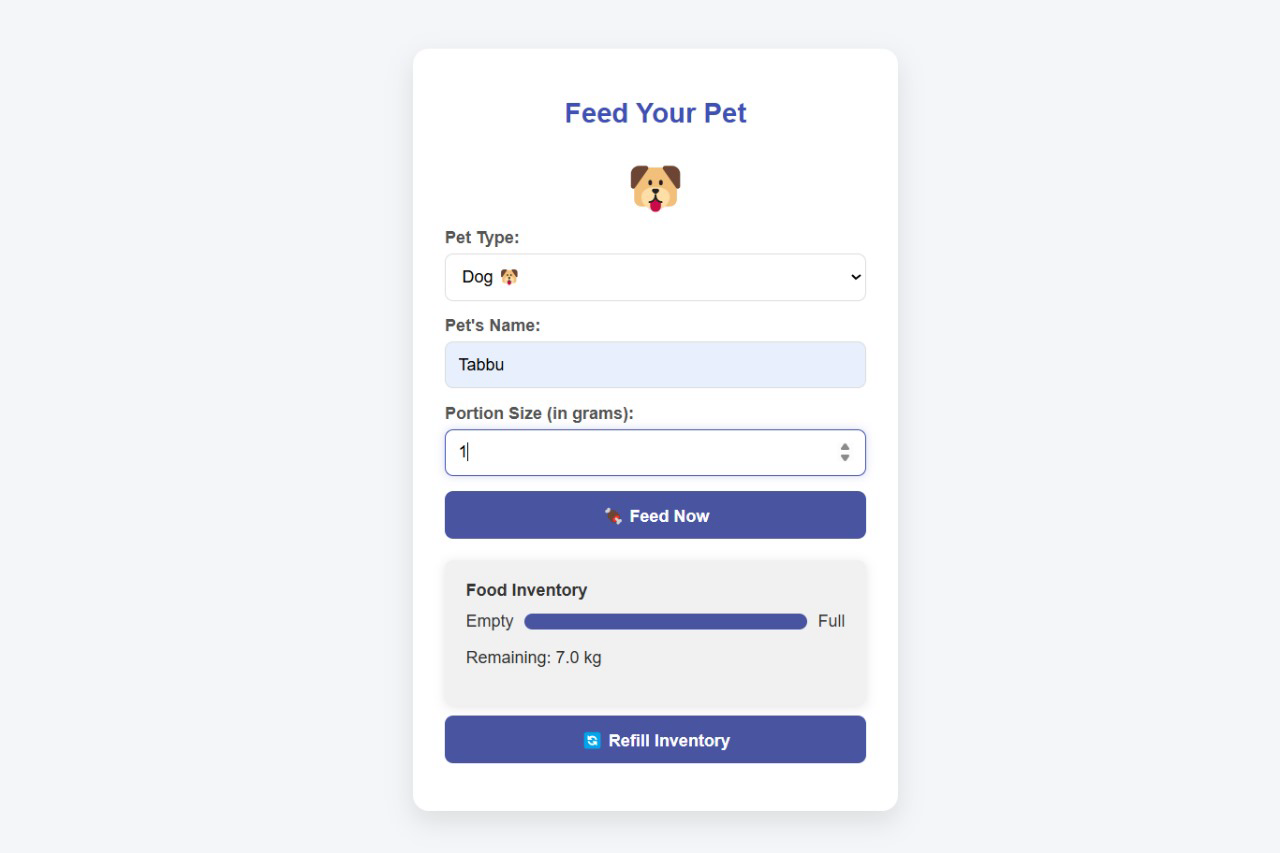 Feed Your Pet
Pet Type:
Dog 🐶
Pet's Name:
Tabbu
Portion Size (in grams):
1
🍖 Feed Now
Food Inventory
Empty Full
Remaining: 7.0 kg
🔄 Refill Inventory